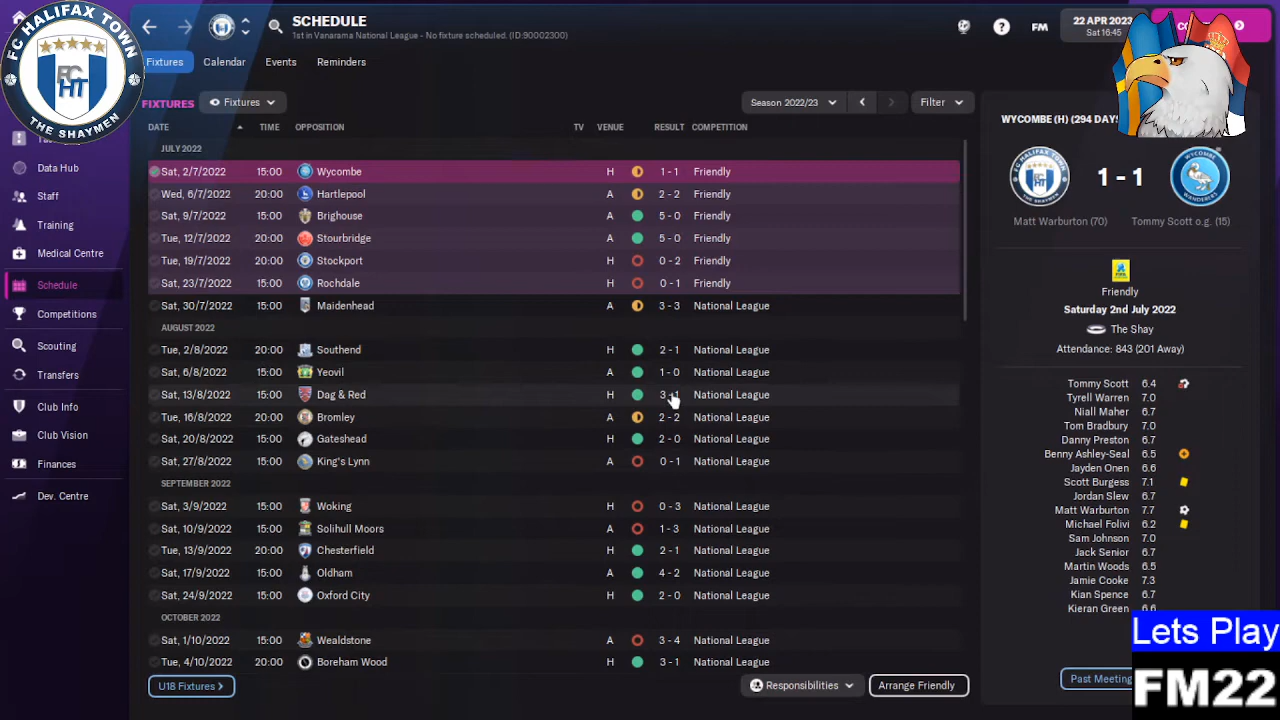 FC HALIFAX TOWN
FC
HT
THE SHAYMEN
SCHEDULE
1st in Vanarama National League - No fixture scheduled. (ID:90002300)
FM
22 APR 2023
Sat 16:45
Fixtures
Calendar
Events
Reminders
FIXTURES
Fixtures
Season 2022/23
Filter
DATE TIME OPPOSITION TV VENUE RESULT COMPETITION
JULY 2022
Sat, 2/7/2022 15:00 Wycombe H 1 - 1 Friendly
Wed, 6/7/2022 20:00 Hartlepool A 2 - 2 Friendly
Sat, 9/7/2022 15:00 Brighouse A 5 - 0 Friendly
Tue, 12/7/2022 20:00 Stourbridge A 5 - 0 Friendly
Tue, 19/7/2022 20:00 Stockport H 0 - 2 Friendly
Sat, 23/7/2022 15:00 Rochdale H 0 - 1 Friendly
Sat, 30/7/2022 15:00 Maidenhead A 3 - 3 National League
AUGUST 2022
Tue, 2/8/2022 20:00 Southend H 2 - 1 National League
Sat, 6/8/2022 15:00 Yeovil A 1 - 0 National League
Sat, 13/8/2022 15:00 Dag & Red H 3 - 1 National League
Tue, 16/8/2022 20:00 Bromley A 2 - 2 National League
Sat, 20/8/2022 15:00 Gateshead H 2 - 0 National League
Sat, 27/8/2022 15:00 King's Lynn A 0 - 1 National League
SEPTEMBER 2022
Sat, 3/9/2022 15:00 Woking H 0 - 3 National League
Sat, 10/9/2022 15:00 Solihull Moors A 1 - 3 National League
Tue, 13/9/2022 20:00 Chesterfield H 2 - 1 National League
Sat, 17/9/2022 15:00 Oldham A 4 - 2 National League
Sat, 24/9/2022 15:00 Oxford City H 2 - 0 National League
OCTOBER 2022
Sat, 1/10/2022 15:00 Wealdstone A 3 - 4 National League
Tue, 4/10/2022 20:00 Boreham Wood H 3 - 1 National League
U18 Fixtures
Responsibilities
Arrange Friendly
Data Hub
Staff
Training
Medical Centre
Schedule
Competitions
Scouting
Transfers
Club Info
Club Vision
Finances
Dev. Centre
WYCOMBE (H) (294 DAYS
1 - 1
Matt Warburton (70)
Tommy Scott o.g. (15)
Friendly
Saturday 2nd July 2022
The Shay
Attendance: 843 (201 Away)
Tommy Scott 6.4
Tyrell Warren 7.0
Niall Maher 6.7
Tom Bradbury 7.0
Danny Preston 6.7
Benny Ashley-Seal 6.5
Jayden Onen 6.6
Scott Burgess 7.1
Jordan Slew 6.7
Matt Warburton 7.7
Michael Folivi 6.2
Sam Johnson 7.0
Jack Senior 6.7
Martin Woods 6.5
Jamie Cooke 7.3
Kian Spence 6.7
Kieran Green 6.6
Past Meeting
Lets Play
FM22